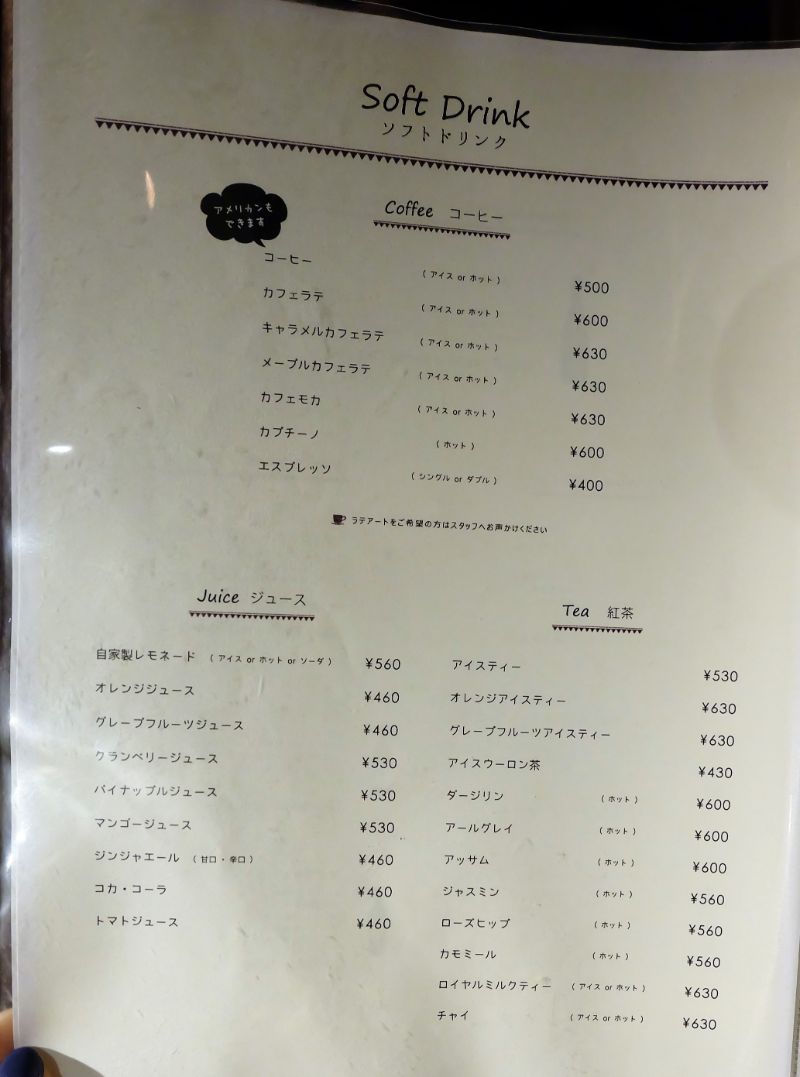 Soft Drink
ソフトドリンク
アメリカンも
できます
Coffee コーヒー
コーヒー (アイス or ホット) ¥500
カフェラテ (アイス or ホット) ¥600
キャラメルカフェラテ (アイス or ホット) ¥630
メープルカフェラテ (アイス or ホット) ¥630
カフェモカ (アイス or ホット) ¥630
カプチーノ (ホット) ¥600
エスプレッソ (シングル or ダブル) ¥400
ラテアートをご希望の方はスタッフへお声かけください
Juice ジュース
自家製レモネード (アイス or ホット or ソーダ) ¥560
オレンジジュース ¥460
グレープフルーツジュース ¥460
クランベリージュース ¥530
パイナップルジュース ¥530
マンゴージュース ¥530
ジンジャエール (甘口・辛口) ¥460
コカ・コーラ ¥460
トマトジュース ¥460
Tea 紅茶
アイスティー ¥530
オレンジアイスティー ¥630
グレープフルーツアイスティー ¥630
アイスウーロン茶 ¥430
ダージリン (ホット) ¥600
アールグレイ (ホット) ¥600
アッサム (ホット) ¥600
ジャスミン (ホット) ¥560
ローズヒップ (ホット) ¥560
カモミール (ホット) ¥560
ロイヤルミルクティー (アイス or ホット) ¥630
チャイ (アイス or ホット) ¥630